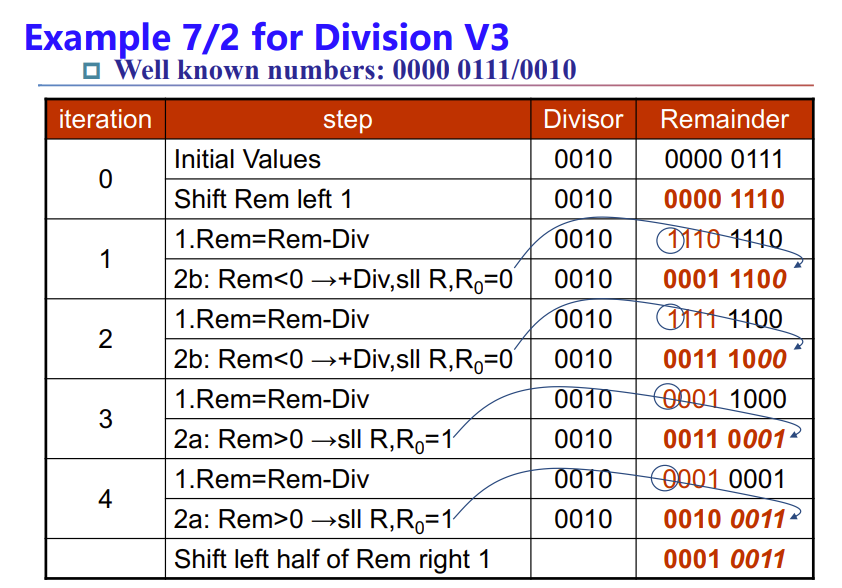 Example 7/2 for Division V3
Well known numbers: 0000 0111/0010
iteration step Divisor Remainder
0
Initial Values 0010 0000 0111
Shift Rem left 1 0010 0000 1110
1
1.Rem=Rem-Div 0010 1110 1110
2b: Rem<0 →+Div,sll R,R₀=0 0010 0001 1100
2
1.Rem=Rem-Div 0010 1111 1100
2b: Rem<0 →+Div,sll R,R₀=0 0010 0011 1000
3
1.Rem=Rem-Div 0010 0001 1000
2a: Rem>0 →sll R,R₀=1 0010 0011 0001
4
1.Rem=Rem-Div 0010 0001 0001
2a: Rem>0 →sll R,R₀=1 0010 0010 0011
Shift left half of Rem right 1 0001 0011